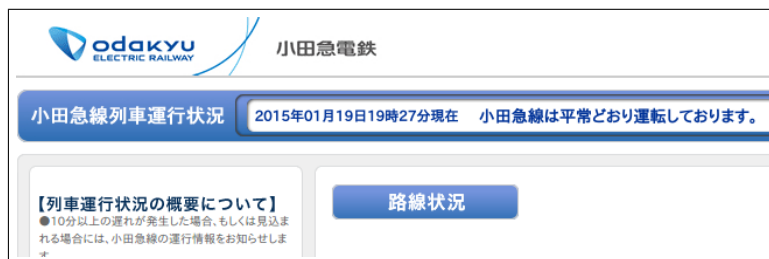 odakyu
ELECTRIC RAILWAY
小田急電鉄
小田急線列車運行状況
2015年01月19日19時27分現在 小田急線は平常どおり運転しております。
【列車運行状況の概要について】
●10分以上の遅れが発生した場合、もしくは見込ま
れる場合には、小田急線の運行情報をお知らせしま
す。
路線状況